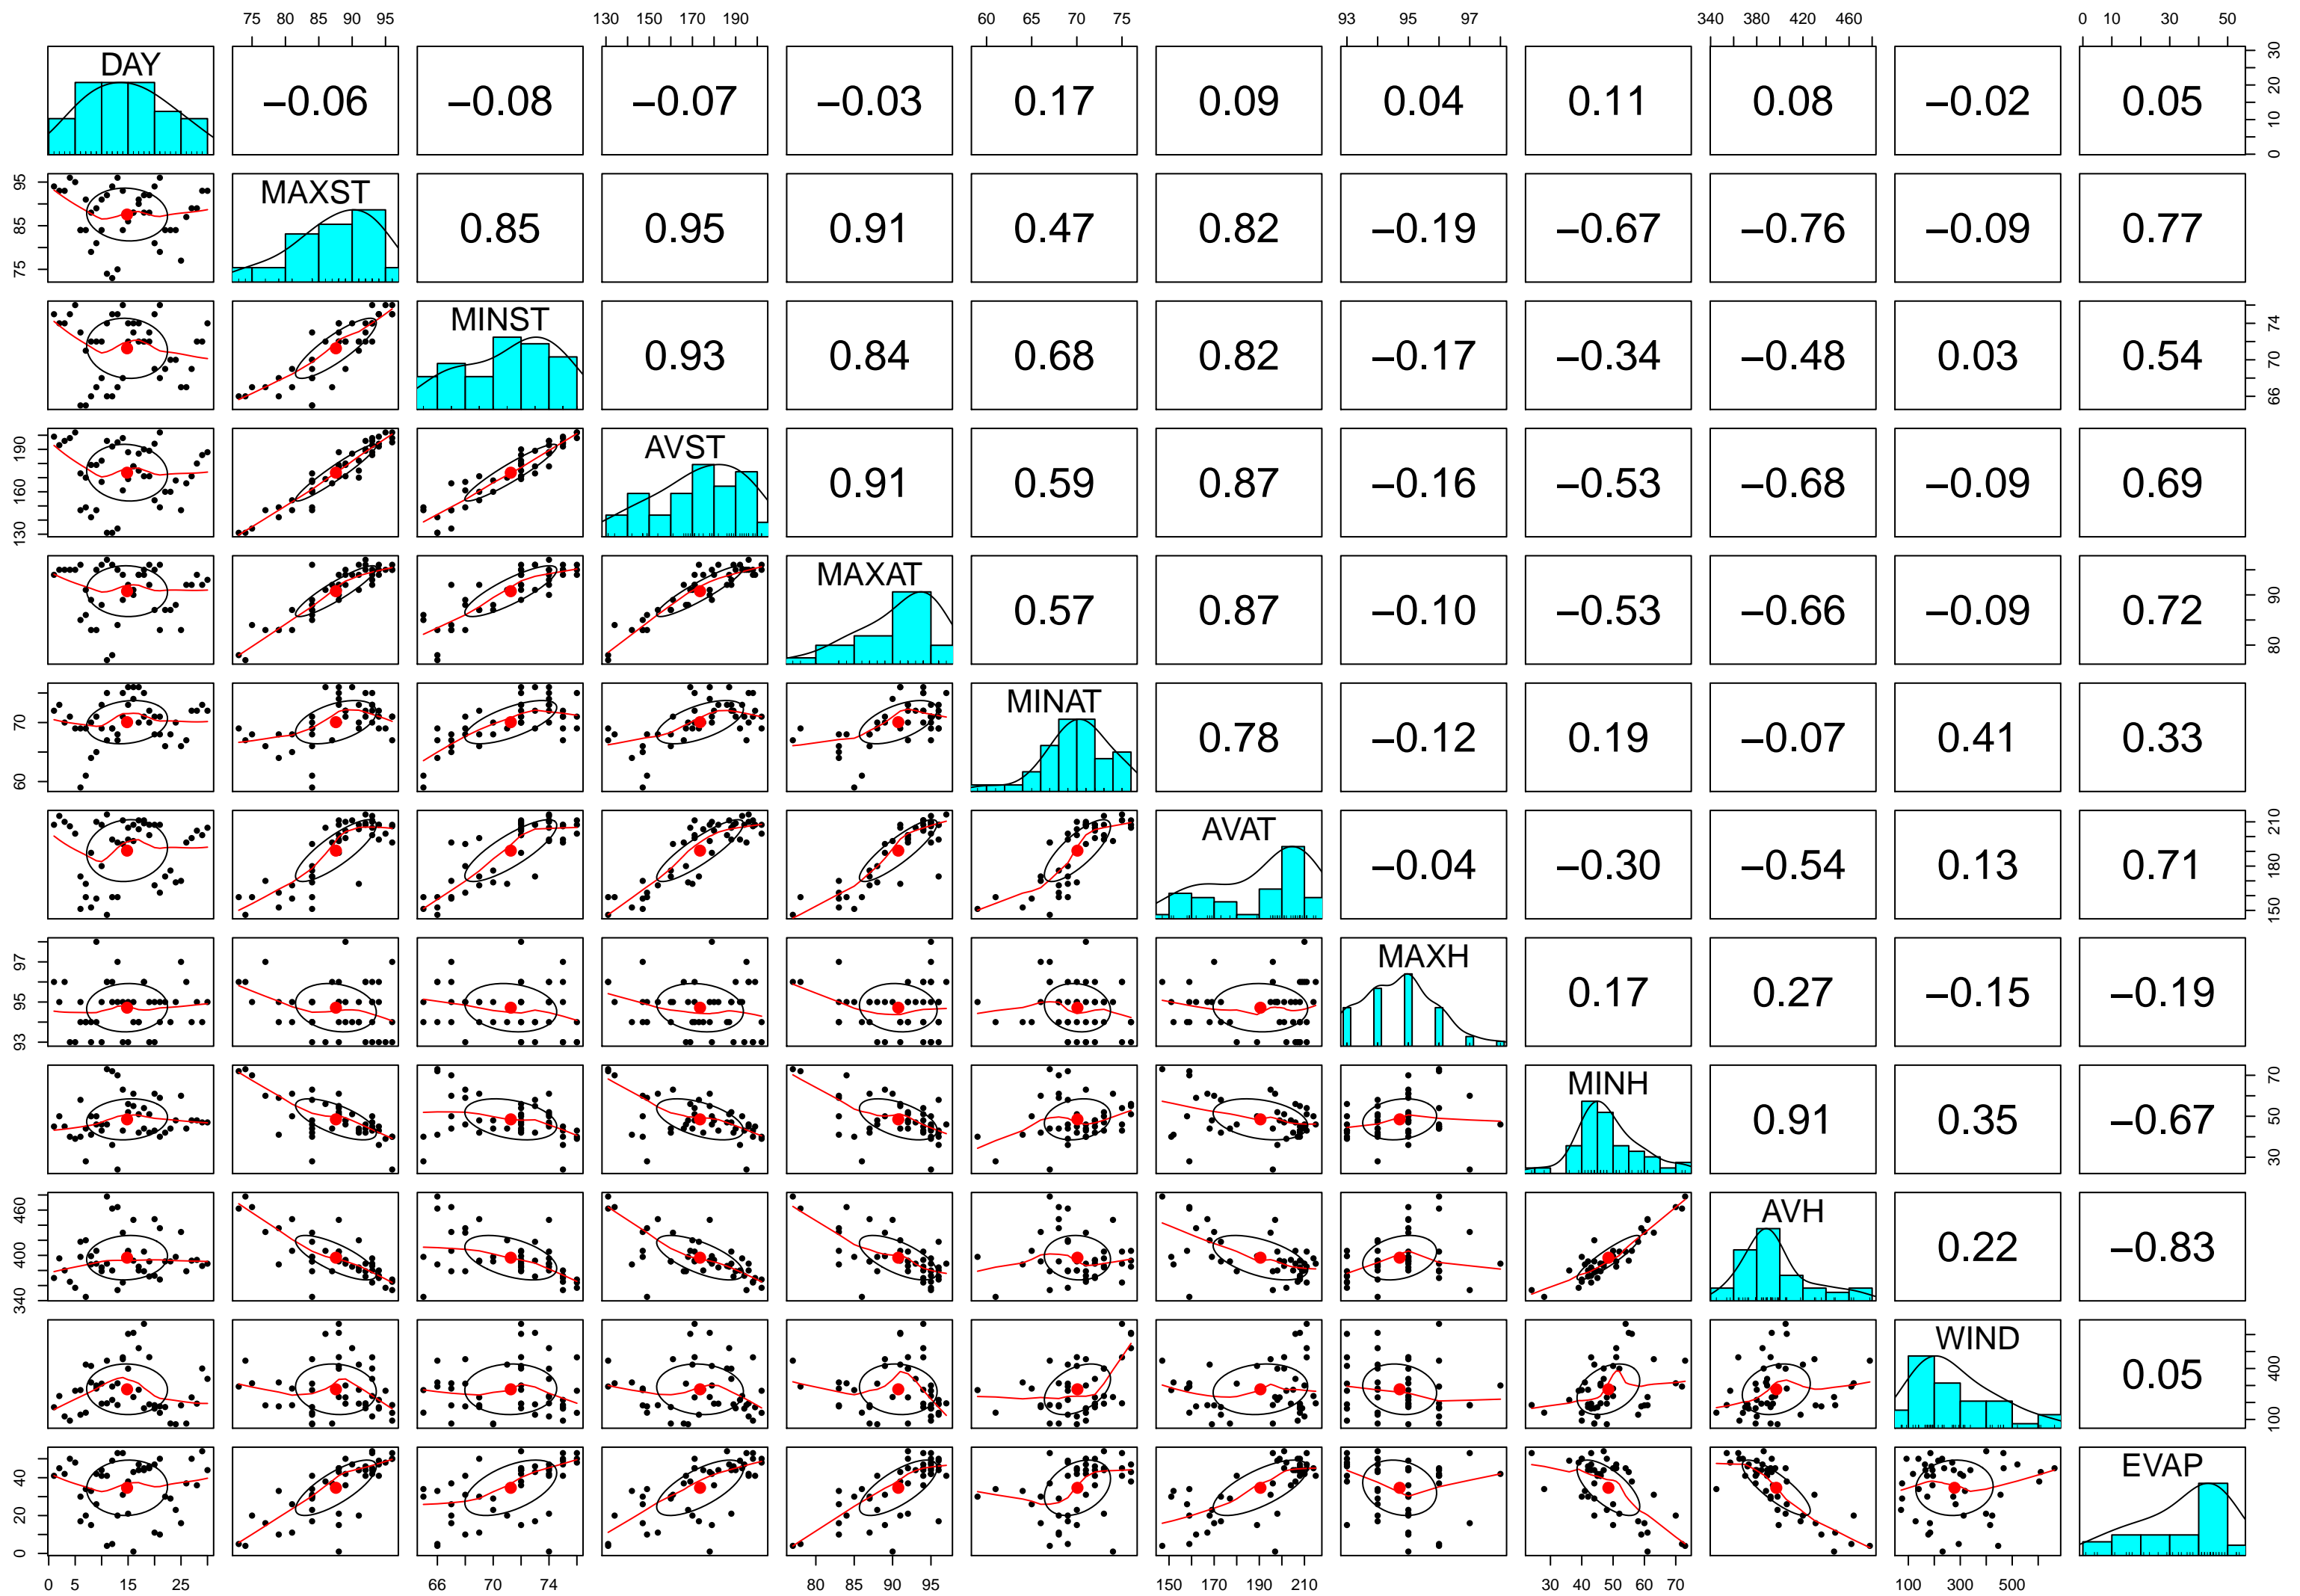 75 80 85 90 95 130 150 170 190 60 65 70 75 93 95 97 340 380 420 460 0 10 30 50
DAY −0.06 −0.08 −0.07 −0.03 0.17 0.09 0.04 0.11 0.08 −0.02 0.05 0 10 20 30
75 85 95 MAXST 0.85 0.95 0.91 0.47 0.82 −0.19 −0.67 −0.76 −0.09 0.77
MINST 0.93 0.84 0.68 0.82 −0.17 −0.34 −0.48 0.03 0.54 66 70 74
130 160 190 AVST 0.91 0.59 0.87 −0.16 −0.53 −0.68 −0.09 0.69
MAXAT 0.57 0.87 −0.10 −0.53 −0.66 −0.09 0.72 80 90
60 70 MINAT 0.78 −0.12 0.19 −0.07 0.41 0.33
AVAT −0.04 −0.30 −0.54 0.13 0.71 150 180 210
93 95 97 MAXH 0.17 0.27 −0.15 −0.19
MINH 0.91 0.35 −0.67 30 50 70
340 400 460 AVH 0.22 −0.83
WIND 0.05 100 400
0 20 40 EVAP
0 5 15 25 66 70 74 80 85 90 95 150 170 190 210 30 40 50 60 70 100 300 500